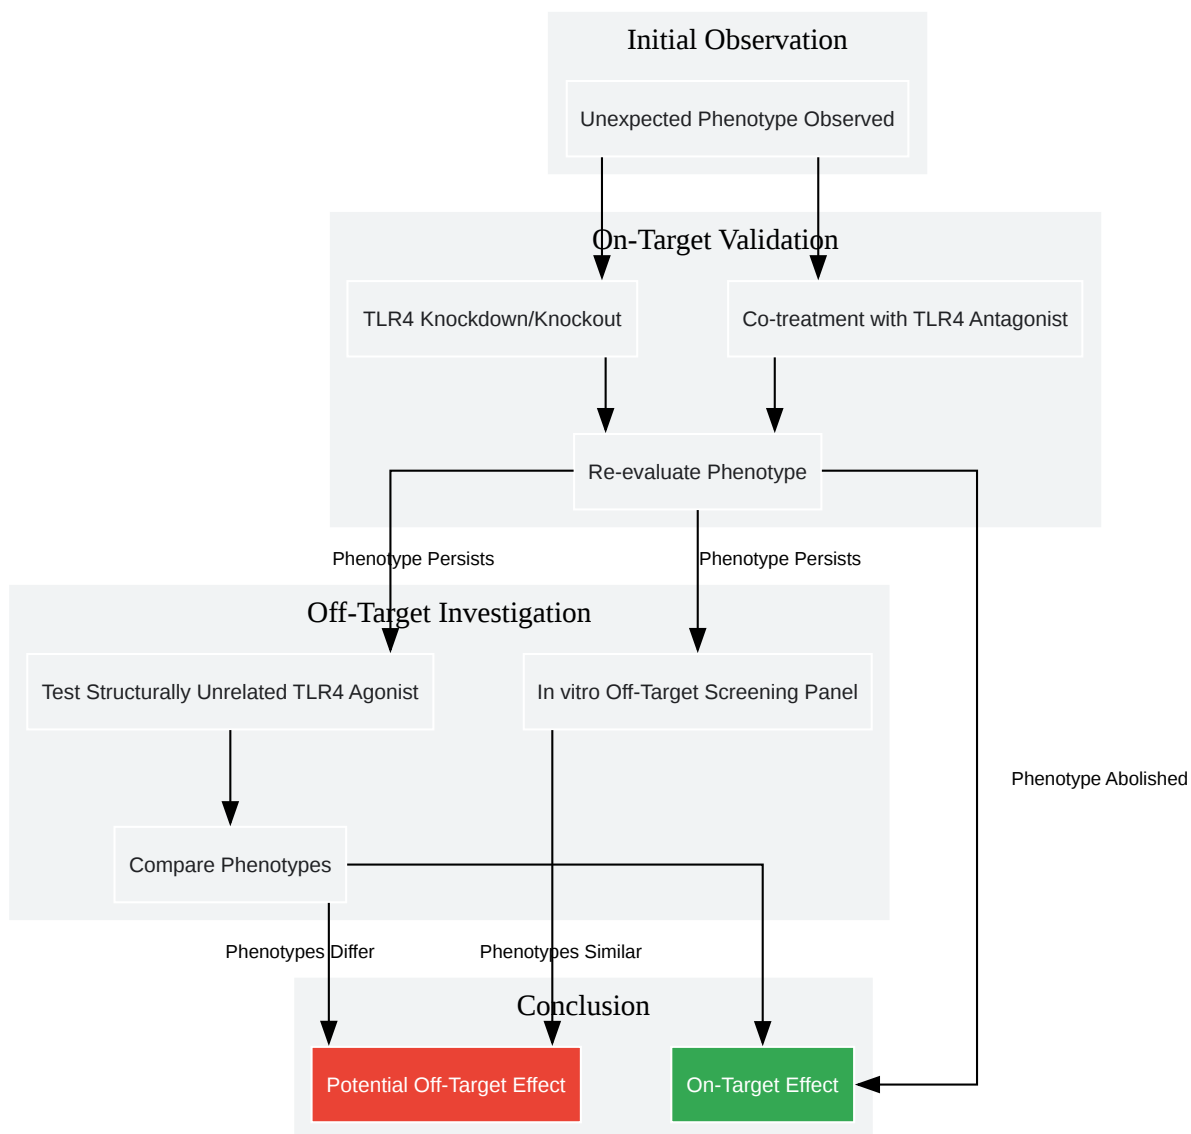 Initial Observation
Unexpected Phenotype Observed
On-Target Validation
TLR4 Knockdown/Knockout
Co-treatment with TLR4 Antagonist
Re-evaluate Phenotype
Phenotype Persists
Phenotype Persists
Off-Target Investigation
Test Structurally Unrelated TLR4 Agonist
In vitro Off-Target Screening Panel
Phenotype Abolished
Compare Phenotypes
Phenotypes Differ
Phenotypes Similar
Conclusion
Potential Off-Target Effect
On-Target Effect